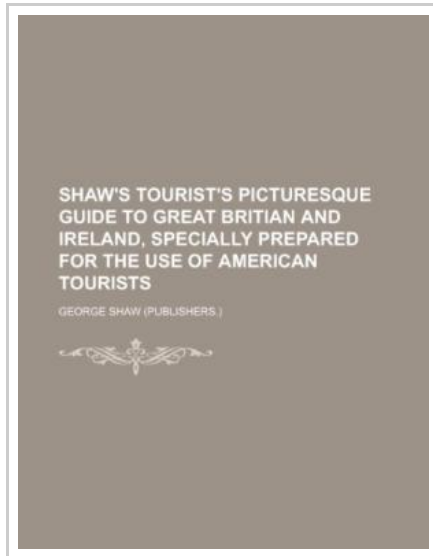 SHAW'S TOURIST'S PICTURESQUE
GUIDE TO GREAT BRITIAN AND
IRELAND, SPECIALLY PREPARED
FOR THE USE OF AMERICAN
TOURISTS
GEORGE SHAW (PUBLISHERS.)